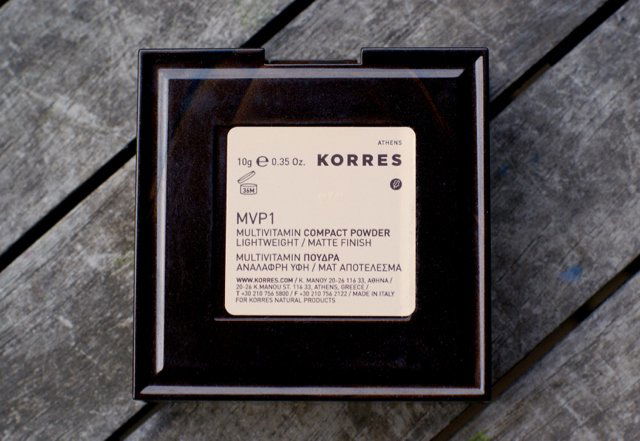 ATHENS
10g ℮ 0.35 Oz. KORRES
36M
MVP1
MULTIVITAMIN COMPACT POWDER
LIGHTWEIGHT / MATTE FINISH
MULTIVITAMIN ΠΟΥΔΡΑ
ΑΝΑΛΑΦΡΗ ΥΦΗ / ΜΑΤ ΑΠΟΤΕΛΕΣΜΑ
WWW.KORRES.COM / Κ. ΜΑΝΟΥ 20-26 116 33, ΑΘΗΝΑ /
20-26 K.MANOU ST. 116 33, ATHENS, GREECE /
T +30 210 756 5800 / F +30 210 756 2122 / MADE IN ITALY
FOR KORRES NATURAL PRODUCTS